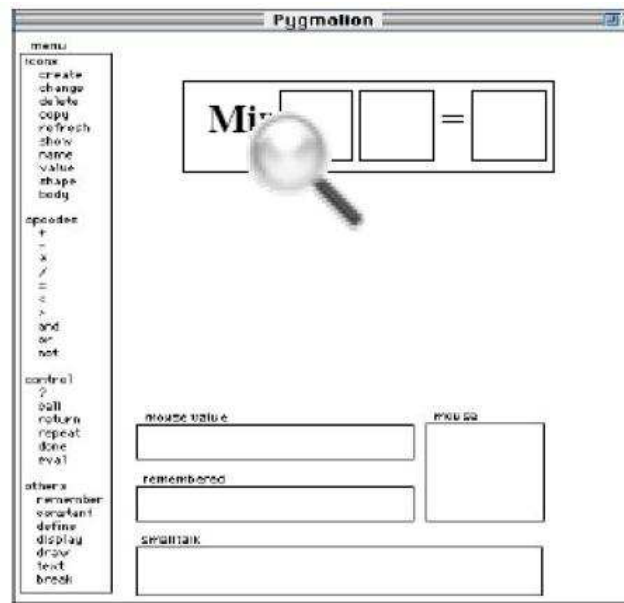 Pygmalion
menu
icons
create
change
delete
copy
refresh
show
name
value
shape
body
=
opcodes
+
-
*
/
=
<
>
and
or
not
control
?
call
return
repeat
done
eval
others
remember
constant
define
display
draw
text
break
mouse value
mouse
remembered
smalltalk